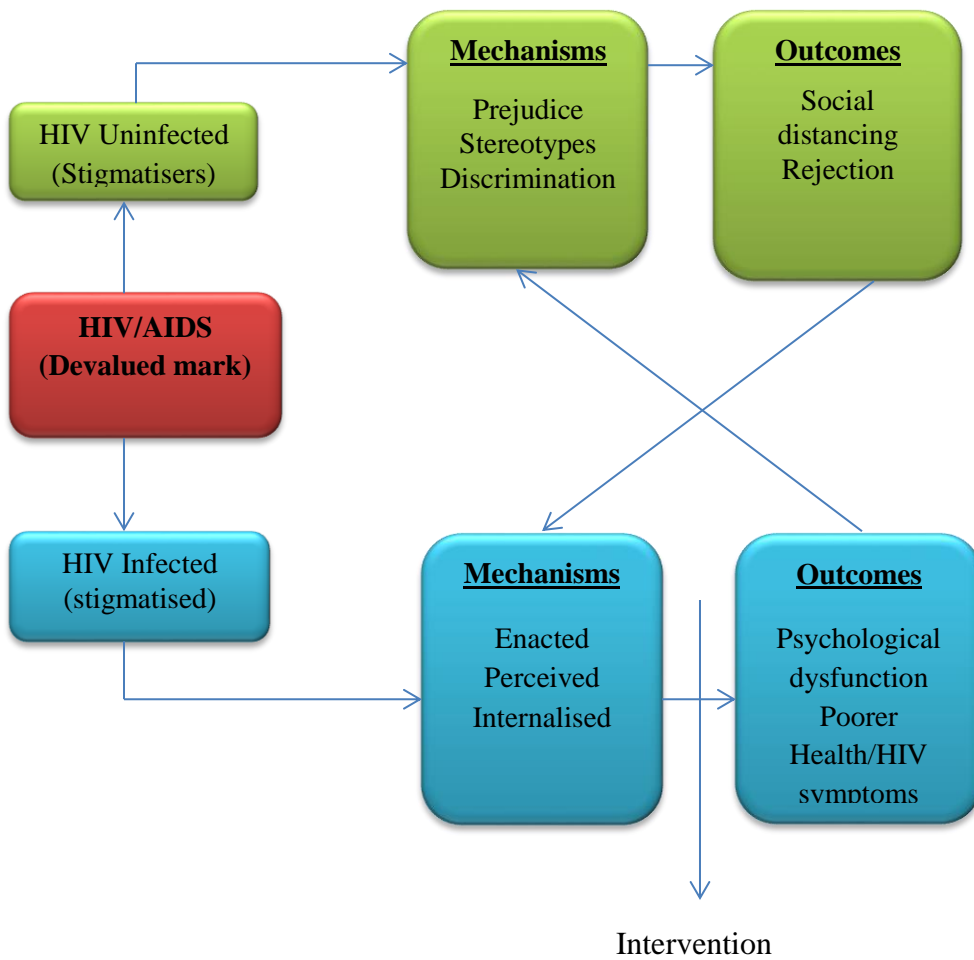 HIV Uninfected
(Stigmatisers)
Mechanisms
Prejudice
Stereotypes
Discrimination
Outcomes
Social
distancing
Rejection
HIV/AIDS
(Devalued mark)
HIV Infected
(stigmatised)
Mechanisms
Enacted
Perceived
Internalised
Outcomes
Psychological
dysfunction
Poorer
Health/HIV
symptoms
Intervention